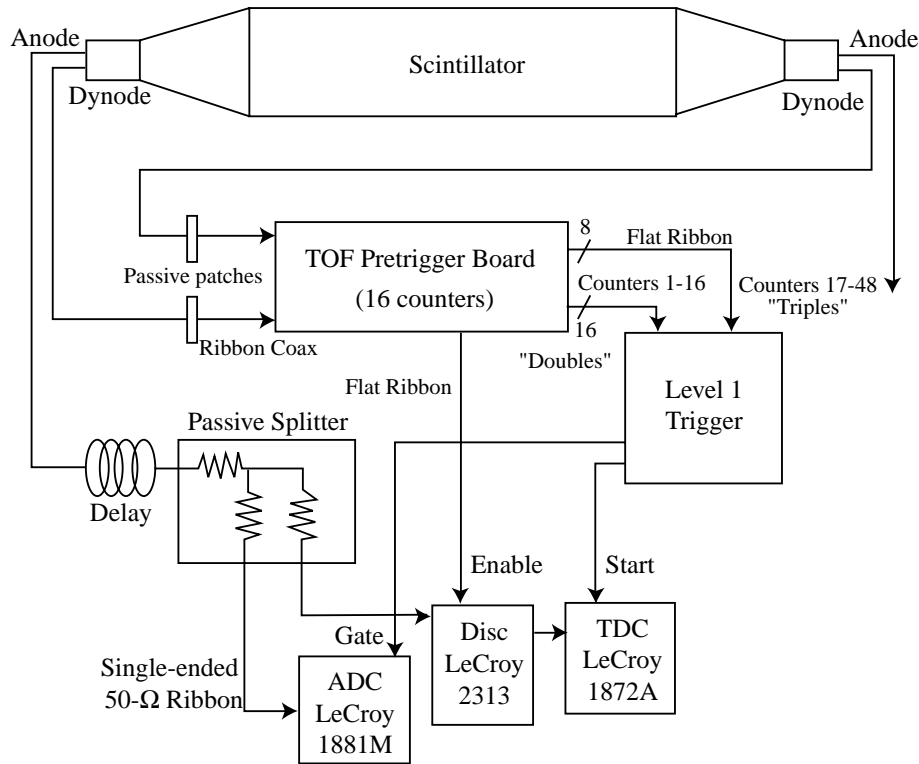 Anode
Dynode
Scintillator
Anode
Dynode
Passive patches
Ribbon Coax
TOF Pretrigger Board
(16 counters)
8
Flat Ribbon
Counters 1-16
16
"Doubles"
Counters 17-48
"Triples"
Flat Ribbon
Level 1
Trigger
Passive Splitter
Delay
Enable
Start
Gate
Single-ended
50-Ω Ribbon
ADC
LeCroy
1881M
Disc
LeCroy
2313
TDC
LeCroy
1872A